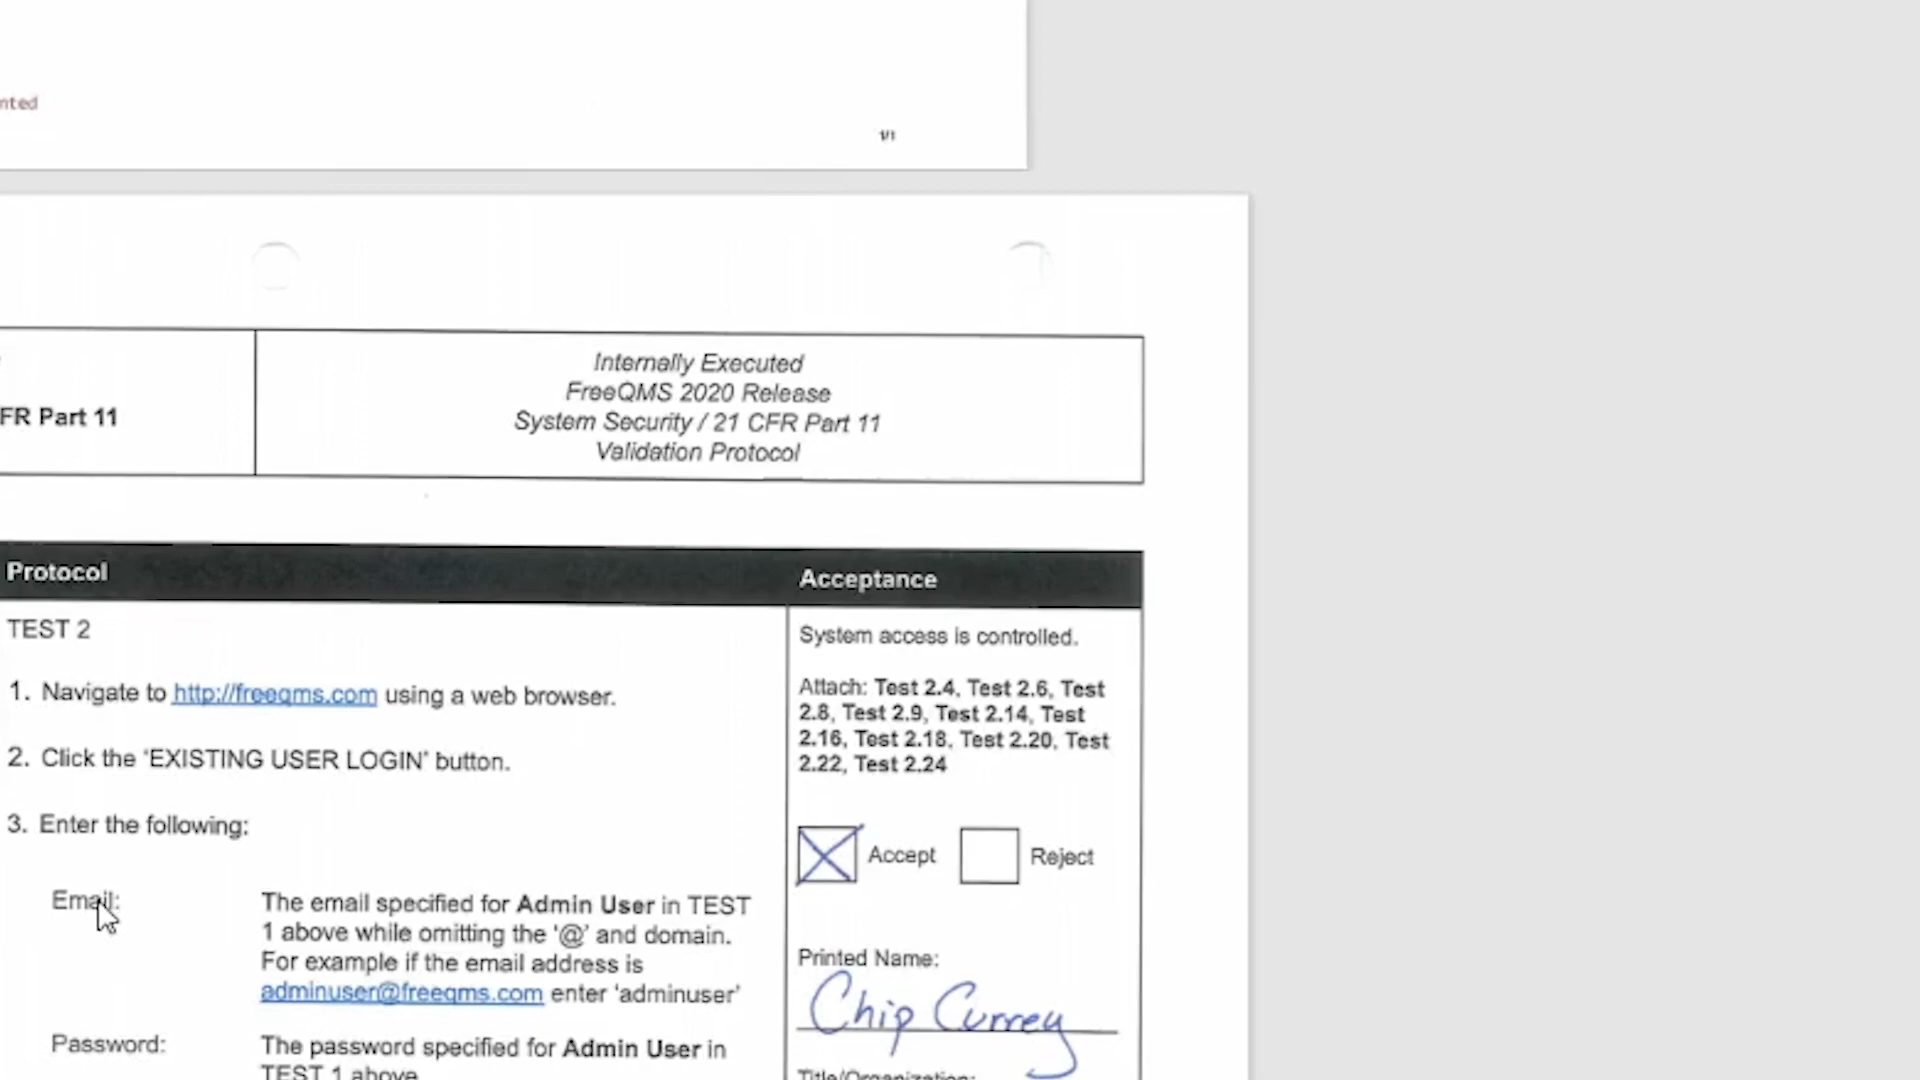 nted
1/1
FR Part 11
Internally Executed
FreeQMS 2020 Release
System Security / 21 CFR Part 11
Validation Protocol
Protocol
Acceptance
TEST 2
1. Navigate to http://freeqms.com using a web browser.
2. Click the 'EXISTING USER LOGIN' button.
3. Enter the following:
Email:
The email specified for Admin User in TEST
1 above while omitting the '@' and domain.
For example if the email address is
adminuser@freeqms.com enter 'adminuser'
Password:
The password specified for Admin User in
TEST 1 above
System access is controlled.
Attach: Test 2.4, Test 2.6, Test
2.8, Test 2.9, Test 2.14, Test
2.16, Test 2.18, Test 2.20, Test
2.22, Test 2.24
Accept
Reject
Printed Name:
Chip Currey
Title/Organization: